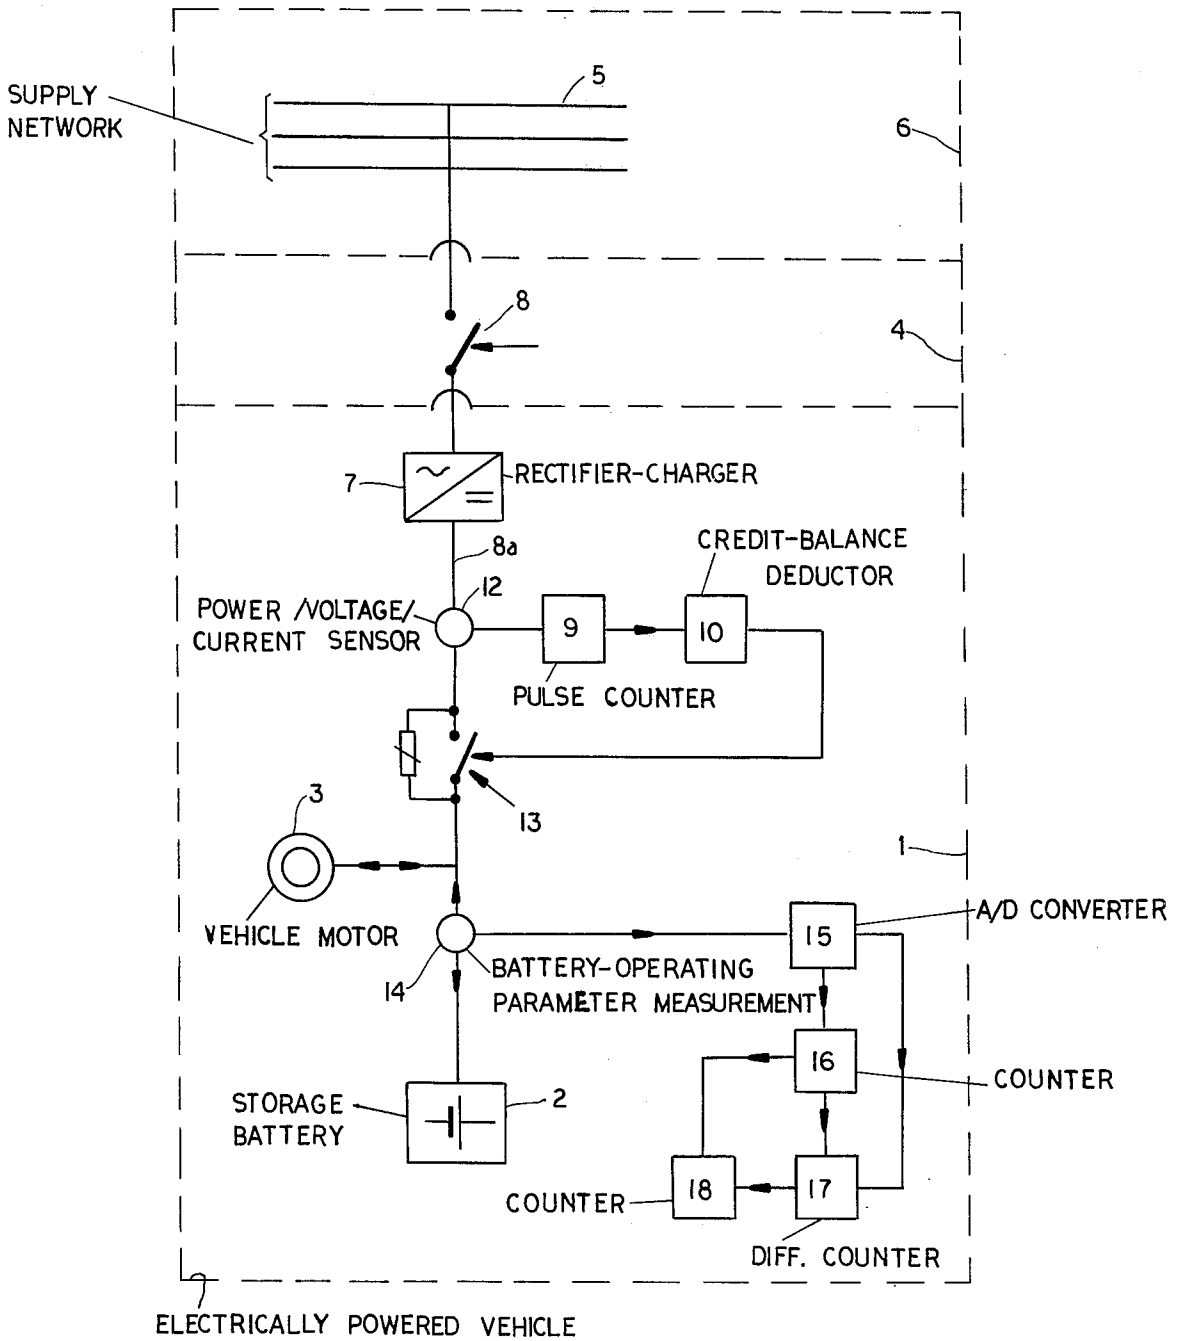 5
SUPPLY
NETWORK
6
8
4
7
RECTIFIER-CHARGER
8a
CREDIT-BALANCE
DEDUCTOR
12
POWER /VOLTAGE/
CURRENT SENSOR
9
10
PULSE COUNTER
3
13
1
VEHICLE MOTOR
15
A/D CONVERTER
14
BATTERY-OPERATING
PARAMETER MEASUREMENT
16
COUNTER
STORAGE
BATTERY
2
18
17
COUNTER
DIFF. COUNTER
ELECTRICALLY POWERED VEHICLE